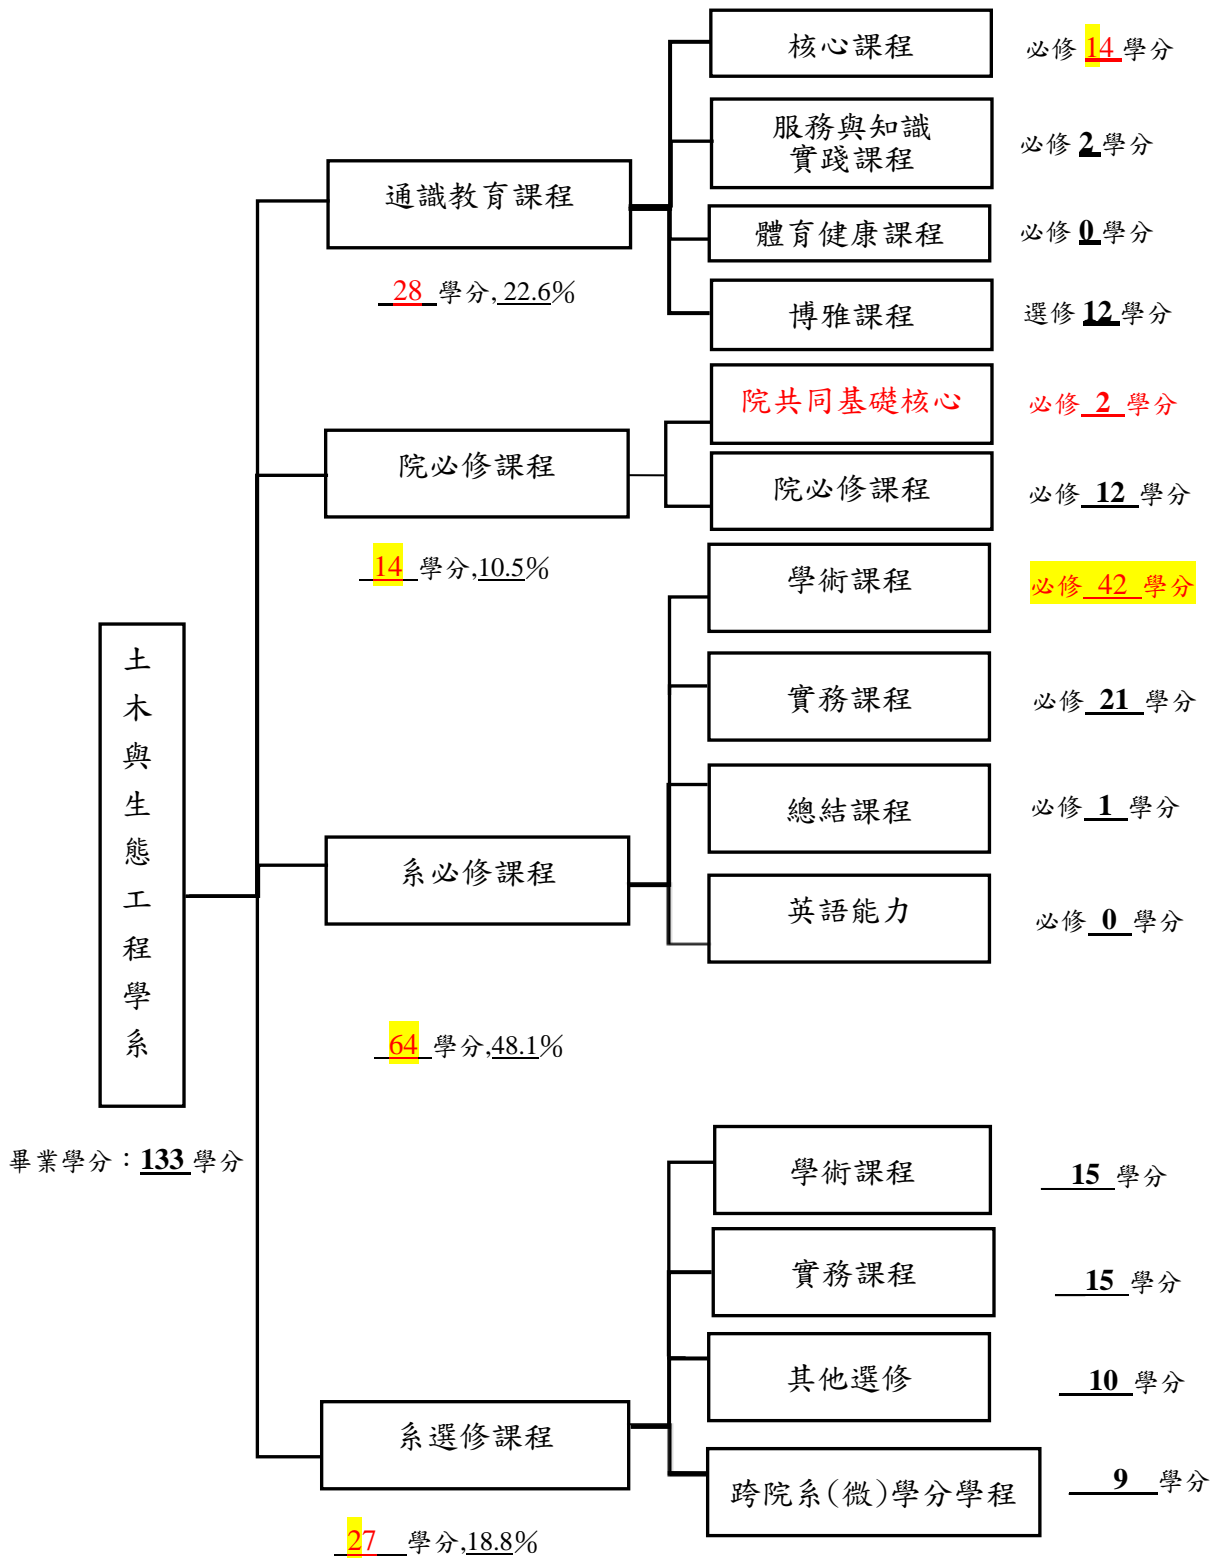 核心課程
必修 14 學分
服務與知識
實踐課程
必修 2 學分
通識教育課程
體育健康課程
必修 0 學分
28 學分, 22.6%
博雅課程
選修 12 學分
院共同基礎核心
必修 2 學分
院必修課程
院必修課程
必修 12 學分
14 學分,10.5%
學術課程
必修 42 學分
土木與生態工程學系
實務課程
必修 21 學分
總結課程
必修 1 學分
系必修課程
英語能力
必修 0 學分
64 學分,48.1%
畢業學分：133 學分
學術課程
15 學分
實務課程
15 學分
其他選修
10 學分
系選修課程
跨院系(微)學分學程
9 學分
27 學分,18.8%